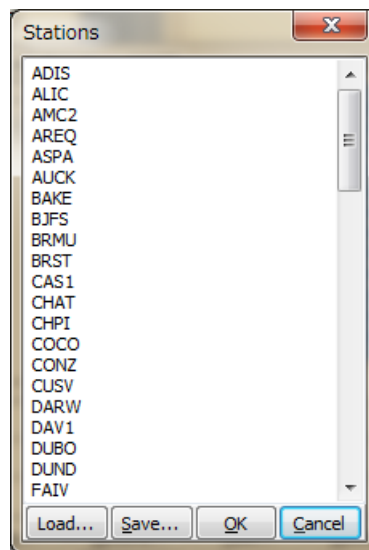 Stations
ADIS
ALIC
AMC2
AREQ
ASPA
AUCK
BAKE
BJFS
BRMU
BRST
CAS1
CHAT
CHPI
COCO
CONZ
CUSV
DARW
DAV1
DUBO
DUND
FAIV
Load... Save... OK Cancel